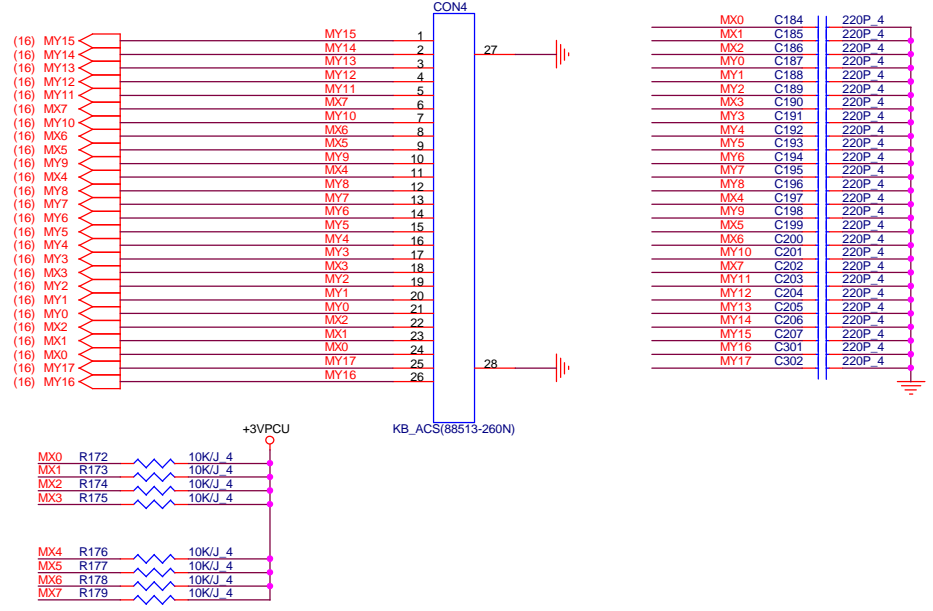 CON4
(16) MY15 MY15 1
(16) MY14 MY14 2 27
(16) MY13 MY13 3
(16) MY12 MY12 4
(16) MY11 MY11 5
(16) MX7 MX7 6
(16) MY10 MY10 7
(16) MX6 MX6 8
(16) MX5 MX5 9
(16) MY9 MY9 10
(16) MX4 MX4 11
(16) MY8 MY8 12
(16) MY7 MY7 13
(16) MY6 MY6 14
(16) MY5 MY5 15
(16) MY4 MY4 16
(16) MY3 MY3 17
(16) MX3 MX3 18
(16) MY2 MY2 19
(16) MY1 MY1 20
(16) MY0 MY0 21
(16) MX2 MX2 22
(16) MX1 MX1 23
(16) MX0 MX0 24
(16) MY17 MY17 25 28
(16) MY16 MY16 26
KB_ACS(88513-260N)
MX0 C184 220P_4
MX1 C185 220P_4
MX2 C186 220P_4
MY0 C187 220P_4
MY1 C188 220P_4
MY2 C189 220P_4
MX3 C190 220P_4
MY3 C191 220P_4
MY4 C192 220P_4
MY5 C193 220P_4
MY6 C194 220P_4
MY7 C195 220P_4
MY8 C196 220P_4
MX4 C197 220P_4
MY9 C198 220P_4
MX5 C199 220P_4
MX6 C200 220P_4
MY10 C201 220P_4
MX7 C202 220P_4
MY11 C203 220P_4
MY12 C204 220P_4
MY13 C205 220P_4
MY14 C206 220P_4
MY15 C207 220P_4
MY16 C301 220P_4
MY17 C302 220P_4
+3VPCU
MX0 R172 10K/J_4
MX1 R173 10K/J_4
MX2 R174 10K/J_4
MX3 R175 10K/J_4
MX4 R176 10K/J_4
MX5 R177 10K/J_4
MX6 R178 10K/J_4
MX7 R179 10K/J_4